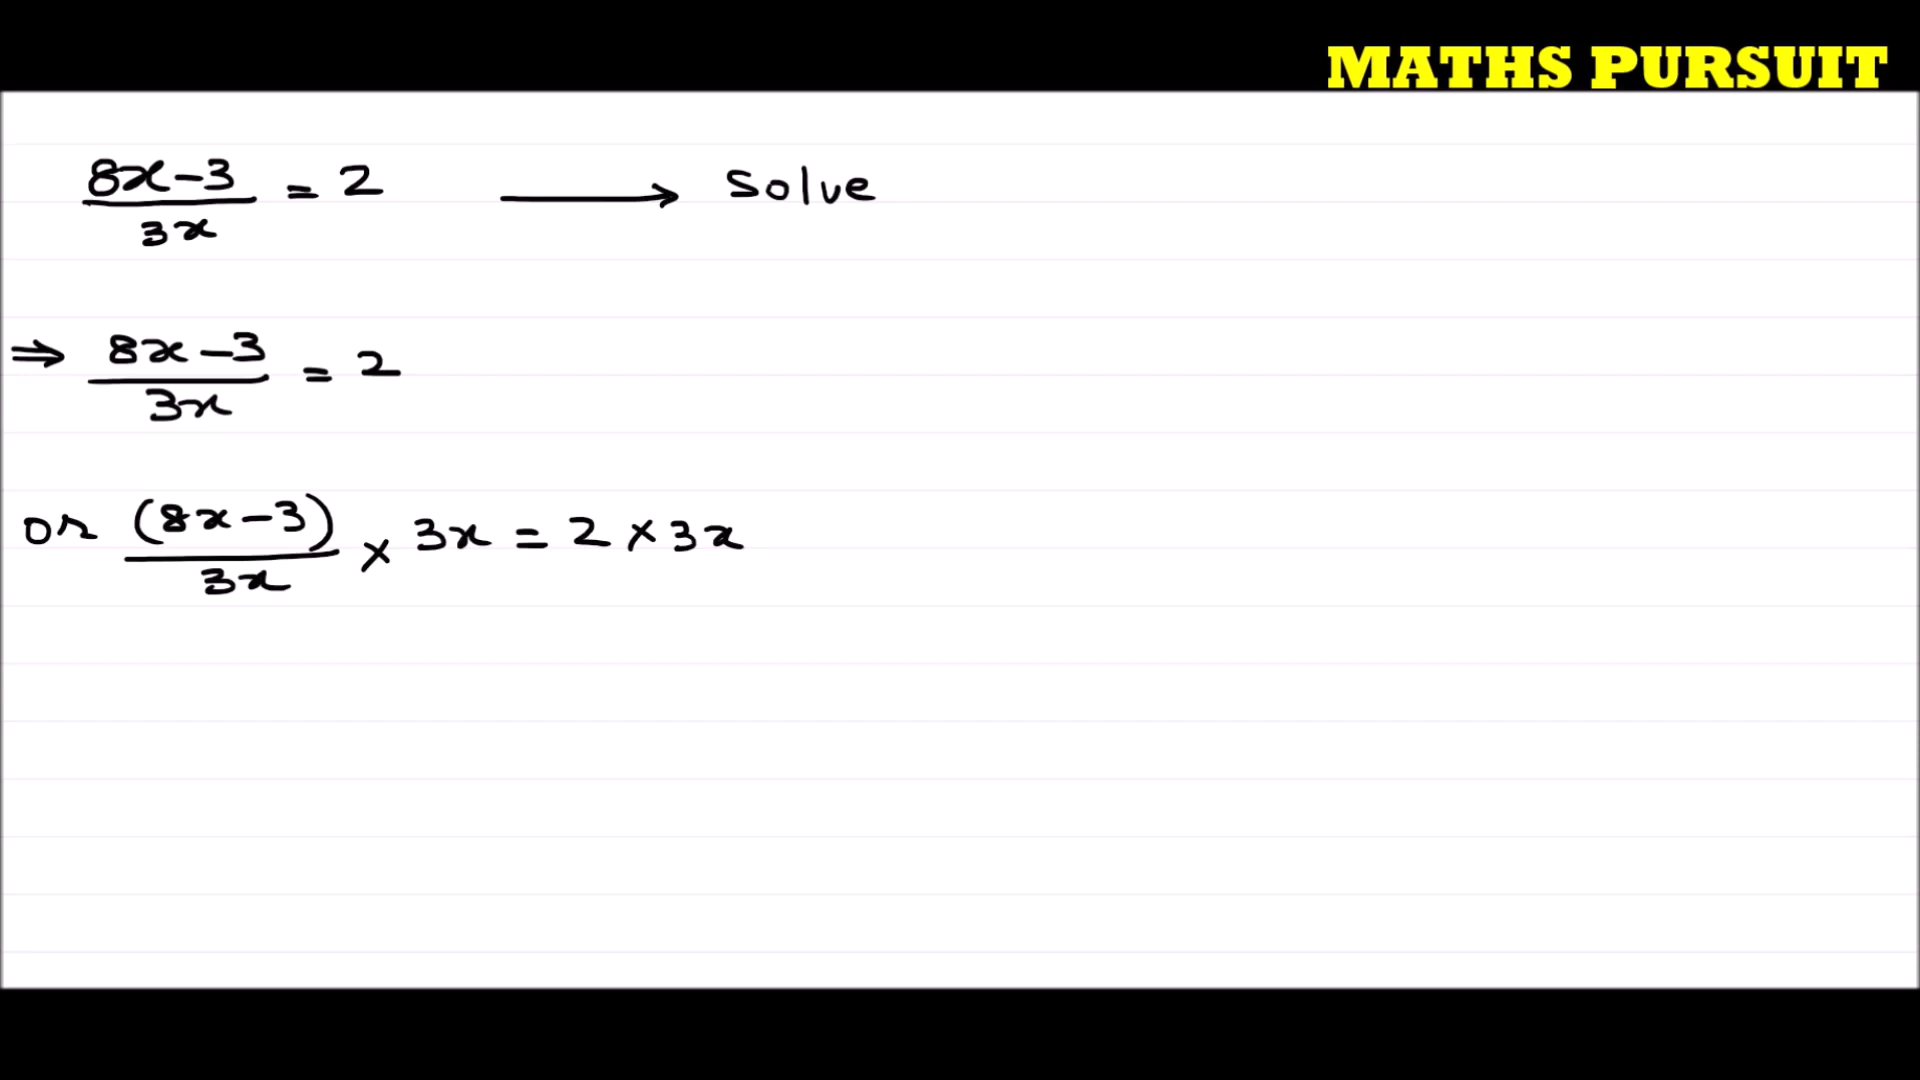 MATHS PURSUIT
(8x-3)/3x = 2 → Solve
⇒ (8x-3)/3x = 2
or (8x-3)/3x × 3x = 2 × 3x